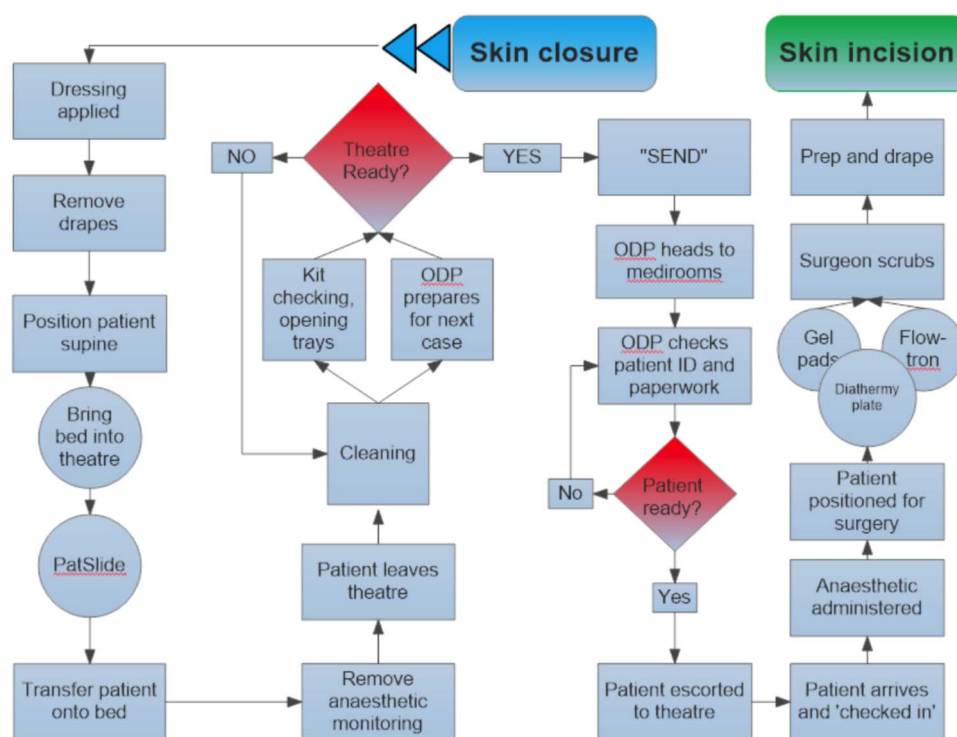 Skin closure
Dressing
applied
Remove
drapes
Position patient
supine
Bring
bed into
theatre
PatSlide
Transfer patient
onto bed
Remove
anaesthetic
monitoring
Patient leaves
theatre
Cleaning
Kit
checking,
opening
trays
ODP
prepares
for next
case
Theatre
Ready?
NO
YES
"SEND"
ODP heads to
medirooms
ODP checks
patient ID and
paperwork
Patient
ready?
No
Yes
Patient escorted
to theatre
Patient arrives
and 'checked in'
Anaesthetic
administered
Patient
positioned for
surgery
Diathermy
plate
Gel
pads
Flow-
tron
Surgeon scrubs
Prep and drape
Skin incision